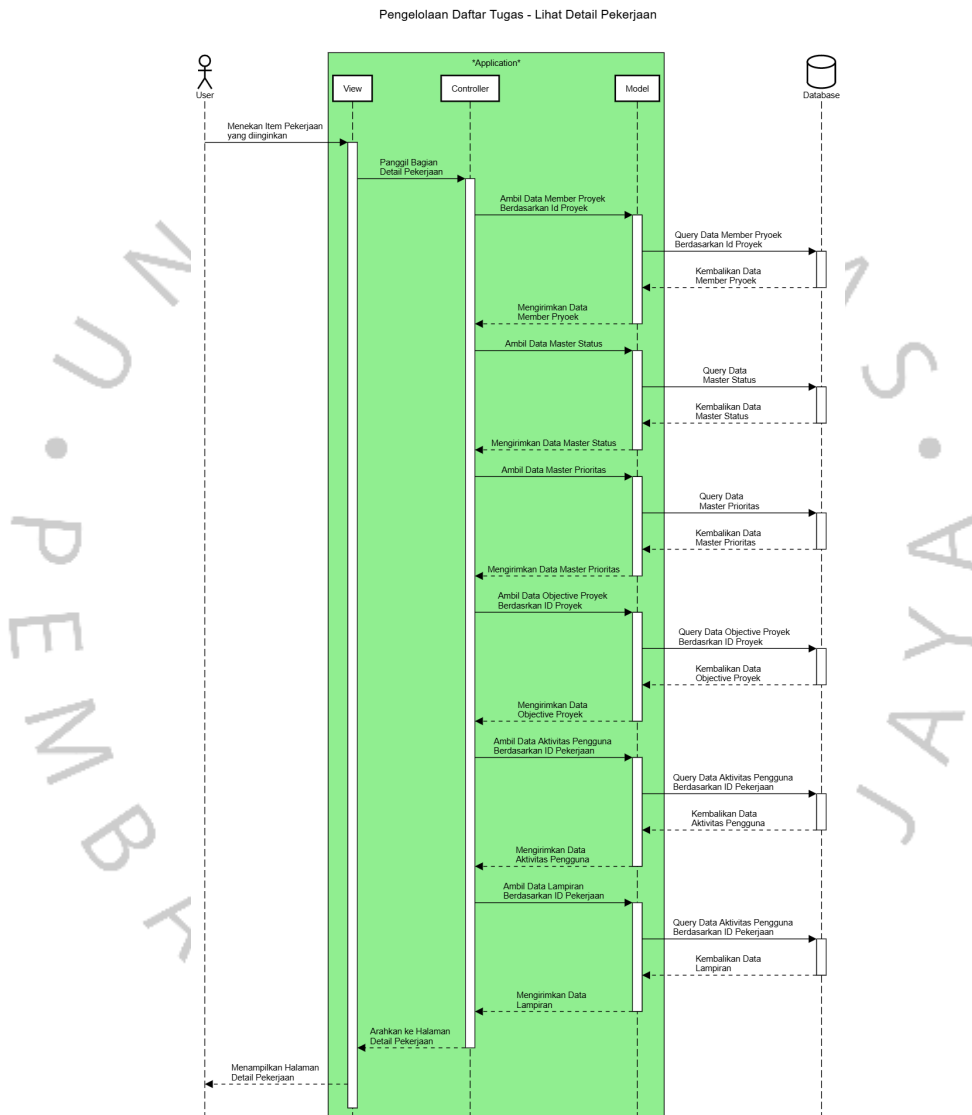 Pengelolaan Daftar Tugas - Lihat Detail Pekerjaan
*Application*
User
View
Controller
Model
Database
Menekan Item Pekerjaan
yang diinginkan
Panggil Bagian
Detail Pekerjaan
Ambil Data Member Proyek
Berdasarkan Id Proyek
Query Data Member Pryoek
Berdasarkan Id Proyek
Kembalikan Data
Member Pryoek
Mengirimkan Data
Member Pryoek
Ambil Data Master Status
Query Data
Master Status
Kembalikan Data
Master Status
Mengirimkan Data Master Status
Ambil Data Master Prioritas
Query Data
Master Prioritas
Kembalikan Data
Master Prioritas
Mengirimkan Data Master Prioritas
Ambil Data Objective Proyek
Berdasrkan ID Proyek
Query Data Objective Proyek
Berdasrkan ID Proyek
Kembalikan Data
Objective Proyek
Mengirimkan Data
Objective Proyek
Ambil Data Aktivitas Pengguna
Berdasarkan ID Pekerjaan
Query Data Aktivitas Pengguna
Berdasarkan ID Pekerjaan
Kembalikan Data
Aktivitas Pengguna
Mengirimkan Data
Aktivitas Pengguna
Ambil Data Lampiran
Berdasarkan ID Pekerjaan
Query Data Aktivitas Pengguna
Berdasarkan ID Pekerjaan
Kembalikan Data
Lampiran
Mengirimkan Data
Lampiran
Arahkan ke Halaman
Detail Pekerjaan
Menampilkan Halaman
Detail Pekerjaan
UN
• PEMBA
S
• JAYA